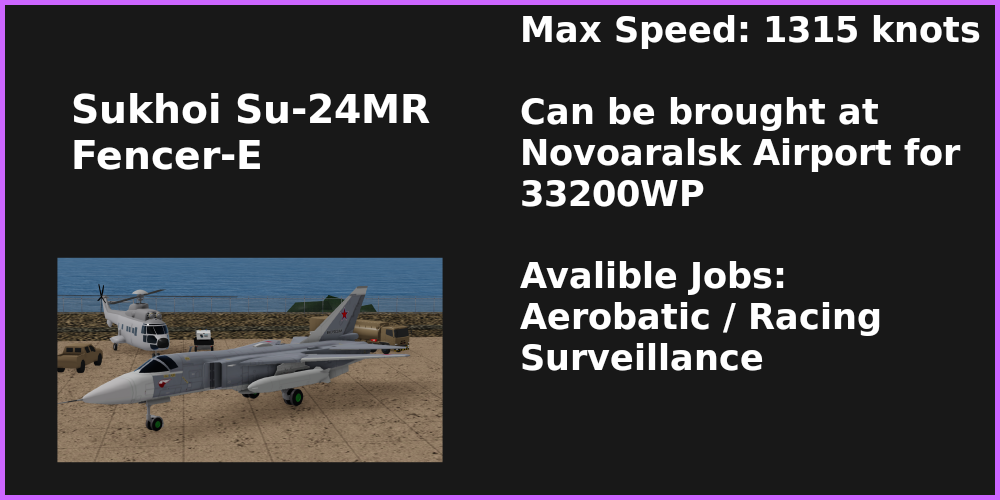 Sukhoi Su-24MR
Fencer-E
Max Speed: 1315 knots
Can be brought at
Novoaralsk Airport for
33200WP
Avalible Jobs:
Aerobatic / Racing
Surveillance